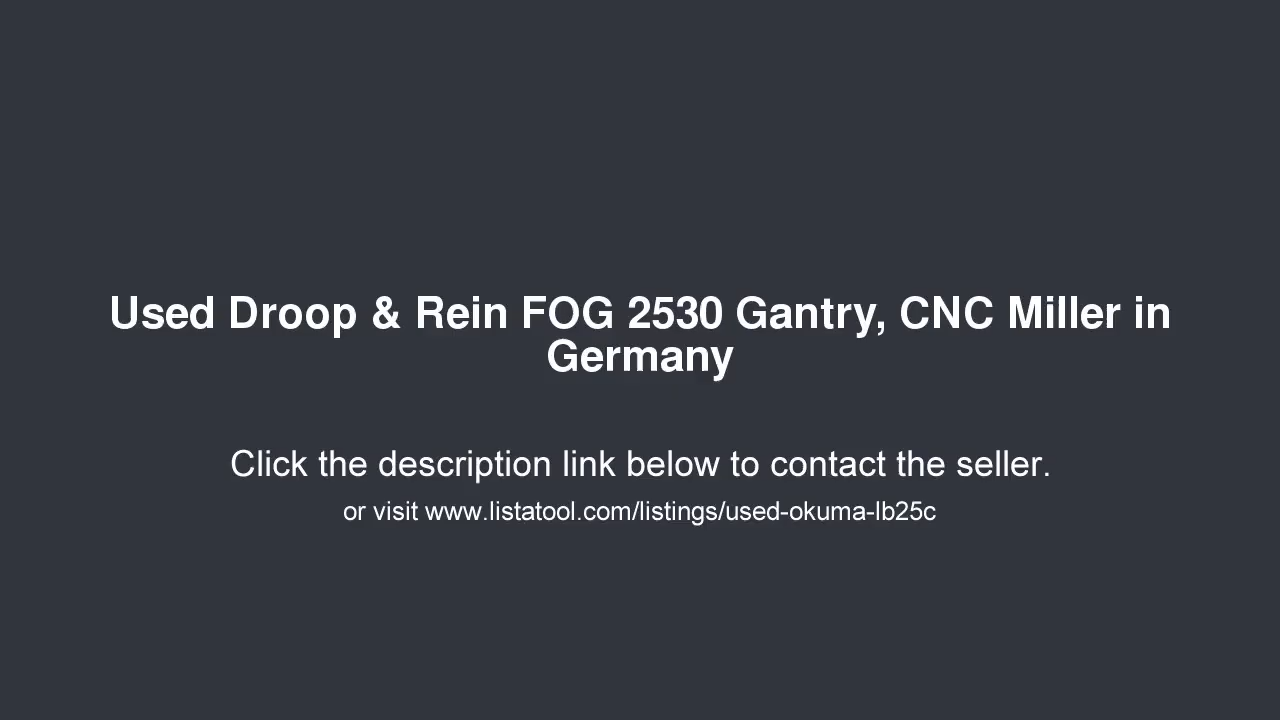 Used Droop & Rein FOG 2530 Gantry, CNC Miller in
Germany
Click the description link below to contact the seller.
or visit www.listatool.com/listings/used-okuma-lb25c